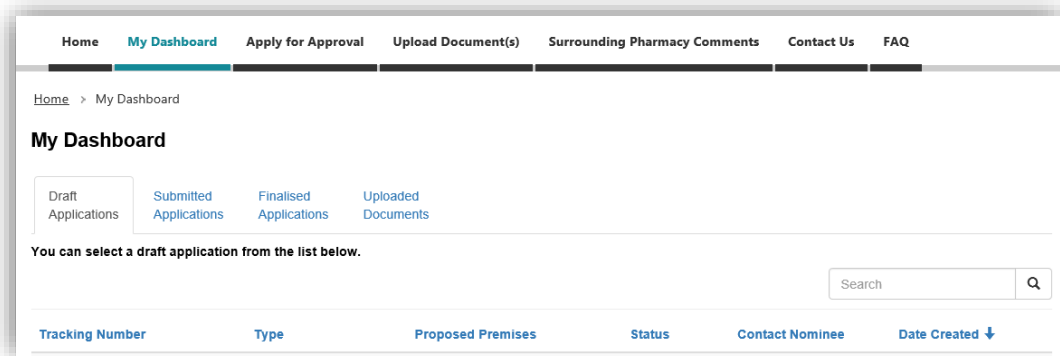 Home My Dashboard Apply for Approval Upload Document(s) Surrounding Pharmacy Comments Contact Us FAQ
Home > My Dashboard
My Dashboard
Draft Applications
Submitted Applications
Finalised Applications
Uploaded Documents
You can select a draft application from the list below.
Search
Tracking Number Type Proposed Premises Status Contact Nominee Date Created